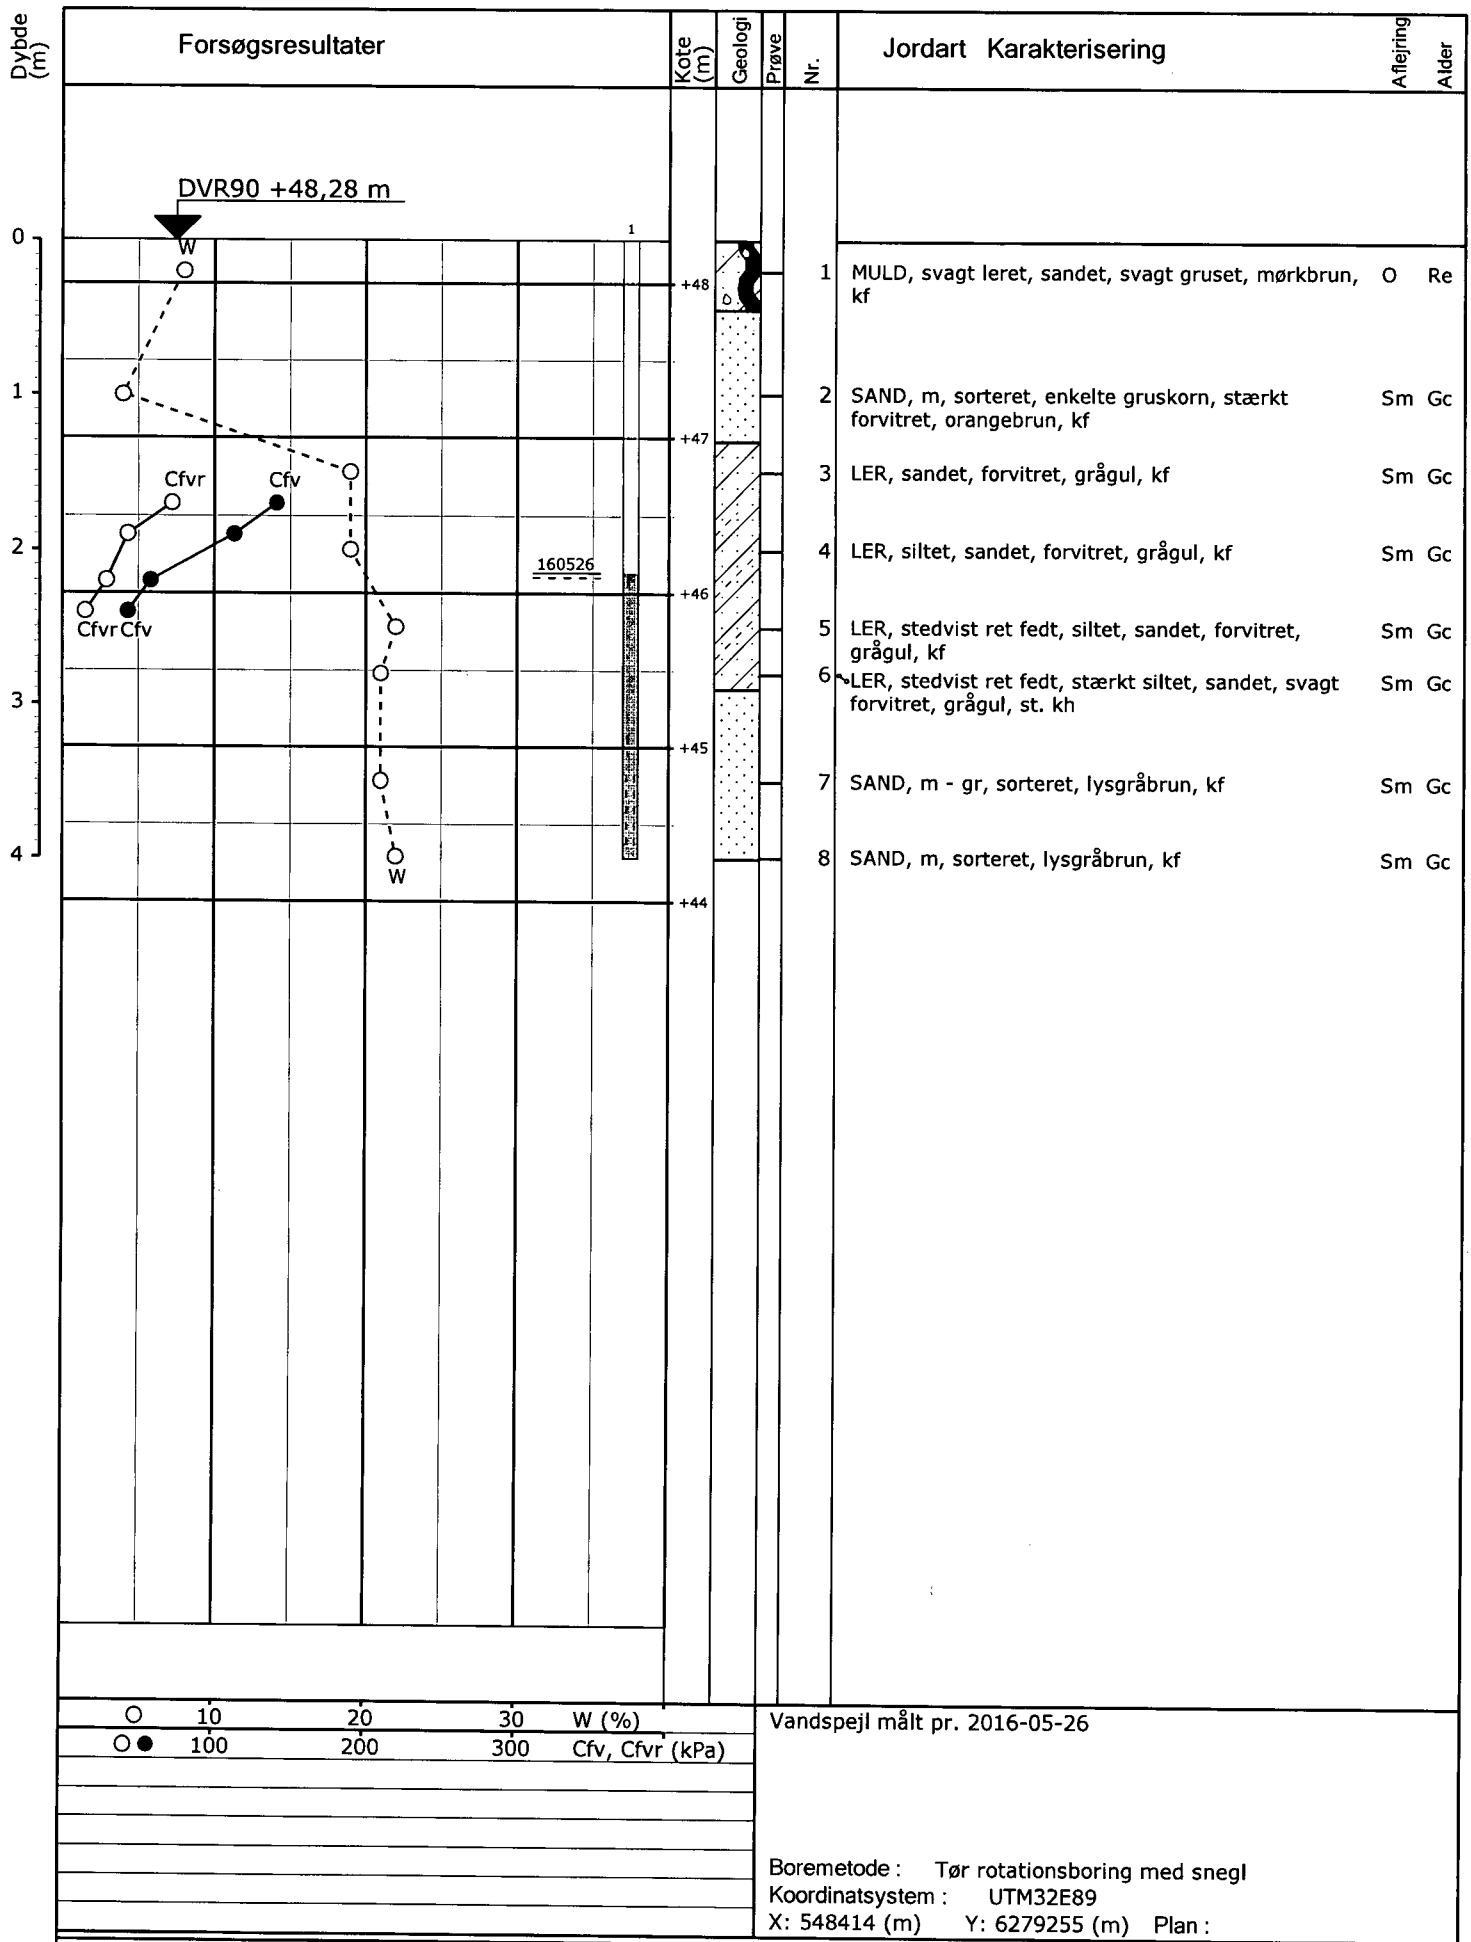 Dybde (m)
Forsøgsresultater
Kote (m)
Geologi
Prøve
Nr.
Jordart Karakterisering
Aflejring
Alder
DVR90 +48,28 m
0
W
1
+48
1 MULD, svagt leret, sandet, svagt gruset, mørkbrun, O Re
kf
1
2 SAND, m, sorteret, enkelte gruskorn, stærkt Sm Gc
forvitret, orangebrun, kf
+47
3 LER, sandet, forvitret, grågul, kf Sm Gc
Cfvr Cfv
2
4 LER, siltet, sandet, forvitret, grågul, kf Sm Gc
160526
+46
Cfvr Cfv
5 LER, stedvist ret fedt, siltet, sandet, forvitret, Sm Gc
grågul, kf
6 LER, stedvist ret fedt, stærkt siltet, sandet, svagt Sm Gc
forvitret, grågul, st. kh
3
+45
7 SAND, m - gr, sorteret, lysgråbrun, kf Sm Gc
4
8 SAND, m, sorteret, lysgråbrun, kf Sm Gc
W
+44
10 20 30 W (%)
100 200 300 Cfv, Cfvr (kPa)
Vandspejl målt pr. 2016-05-26
Boremetode : Tør rotationsboring med snegl
Koordinatsystem : UTM32E89
X: 548414 (m) Y: 6279255 (m) Plan :